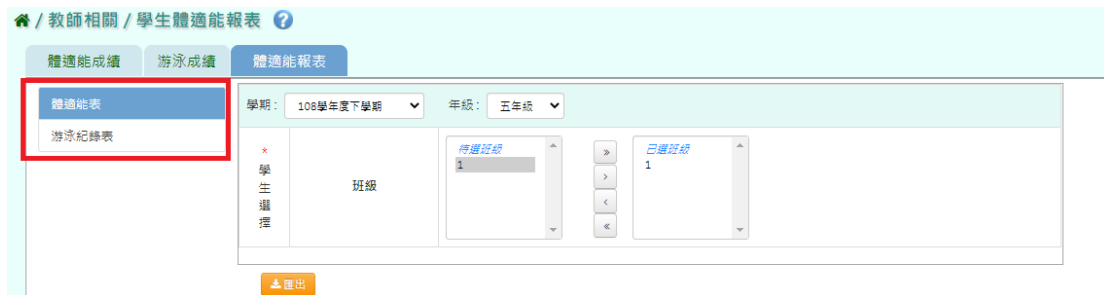 / 教師相關 / 學生體適能報表 ?
體適能成績 游泳成績 體適能報表
體適能表
游泳紀錄表
學期: 108學年度下學期 年級: 五年級
* 學生選擇
班級
待選班級
1
» 
›
‹
«
已選班級
1
匯出